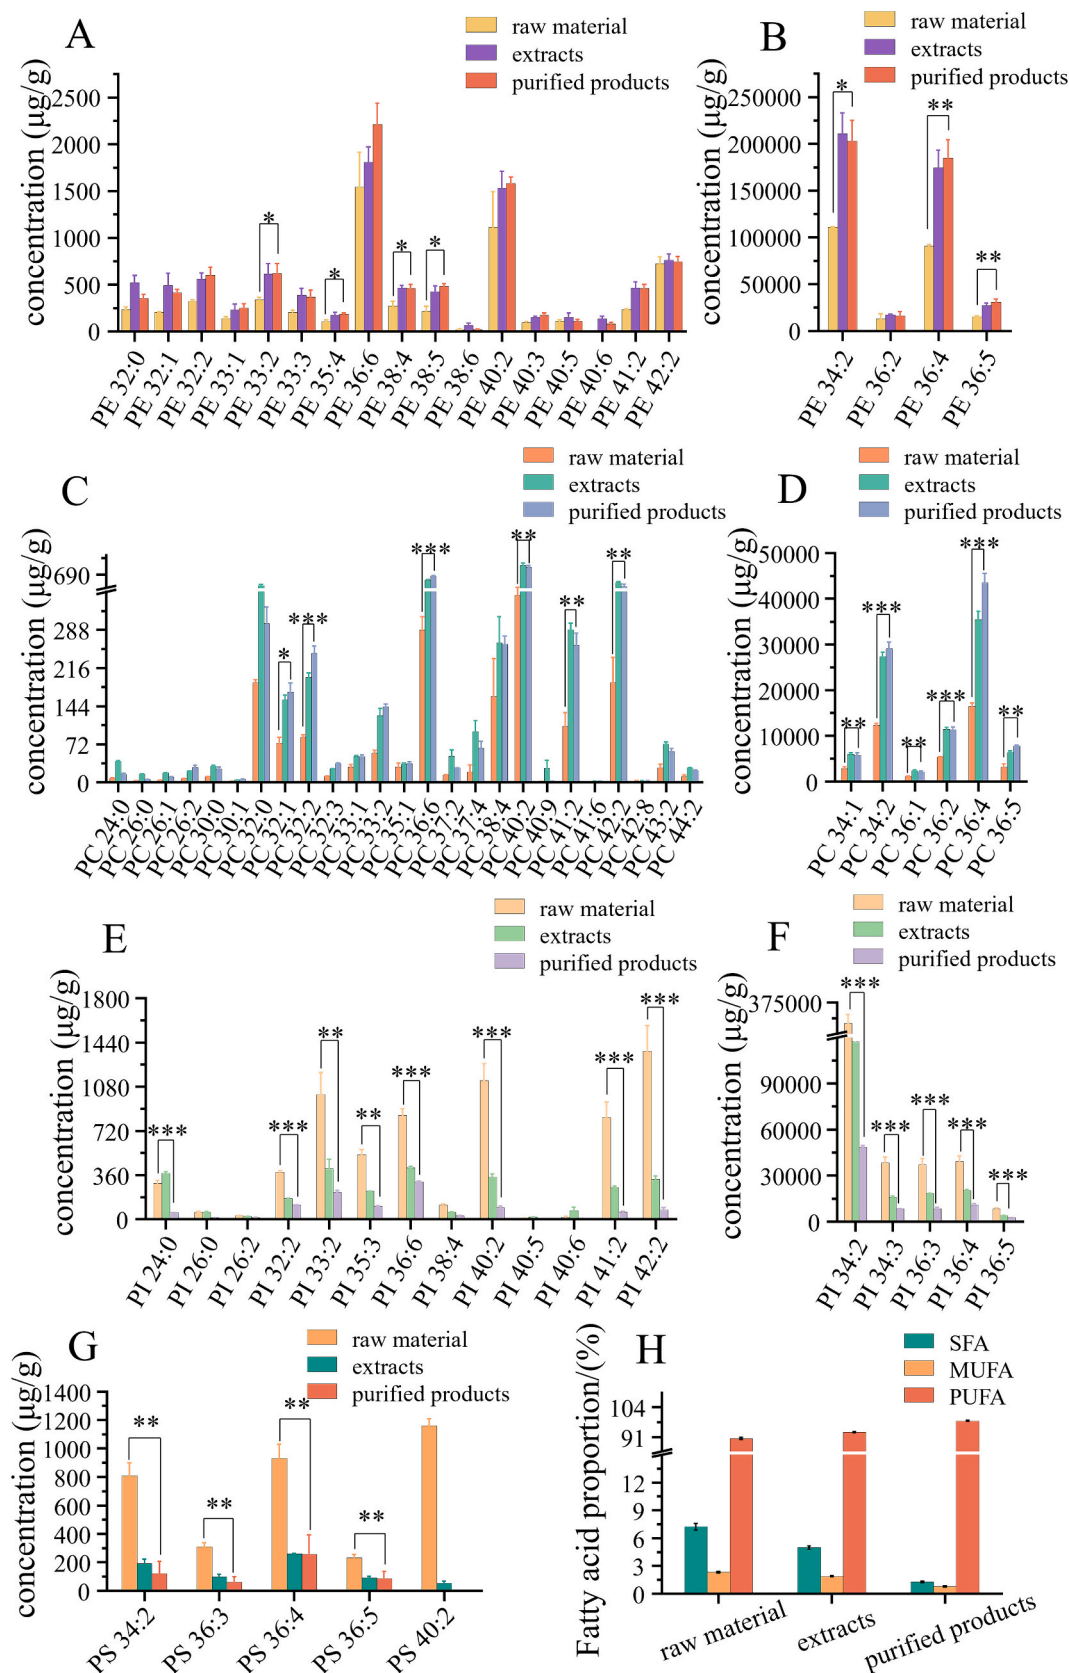 A
raw material
extracts
purified products
concentration (μg/g)
2500
2000
1500
1000
500
0
*
*
*
*
PE 32:0
PE 32:1
PE 32:2
PE 33:1
PE 33:2
PE 33:3
PE 35:4
PE 36:6
PE 38:4
PE 38:5
PE 38:6
PE 40:2
PE 40:3
PE 40:5
PE 40:6
PE 41:2
PE 42:2
B
raw material
extracts
purified products
concentration (μg/g)
250000
200000
150000
100000
50000
0
*
**
**
PE 34:2
PE 36:2
PE 36:4
PE 36:5
C
raw material
extracts
purified products
concentration (μg/g)
690
288
216
144
72
0
*
***
***
**
**
**
PC 24:0
PC 26:0
PC 26:1
PC 26:2
PC 30:0
PC 30:1
PC 32:0
PC 32:1
PC 32:2
PC 32:3
PC 33:1
PC 33:2
PC 35:1
PC 36:6
PC 37:2
PC 37:4
PC 38:4
PC 40:2
PC 40:9
PC 41:2
PC 41:6
PC 42:2
PC 42:8
PC 43:2
PC 44:2
D
raw material
extracts
purified products
concentration (μg/g)
50000
40000
30000
20000
10000
0
**
***
**
***
***
**
PC 34:1
PC 34:2
PC 36:1
PC 36:2
PC 36:4
PC 36:5
E
raw material
extracts
purified products
concentration (μg/g)
1800
1440
1080
720
360
0
***
***
**
**
***
***
***
***
PI 24:0
PI 26:0
PI 26:2
PI 32:2
PI 33:2
PI 35:3
PI 36:6
PI 38:4
PI 40:2
PI 40:5
PI 40:6
PI 41:2
PI 42:2
F
raw material
extracts
purified products
concentration (μg/g)
375000
90000
60000
30000
0
***
***
***
***
***
PI 34:2
PI 34:3
PI 36:3
PI 36:4
PI 36:5
G
raw material
extracts
purified products
concentration (μg/g)
1400
1200
1000
800
600
400
200
0
**
**
**
**
PS 34:2
PS 36:3
PS 36:4
PS 36:5
PS 40:2
H
SFA
MUFA
PUFA
Fatty acid proportion/(%)
104
91
12
9
6
3
0
raw material
extracts
purified products